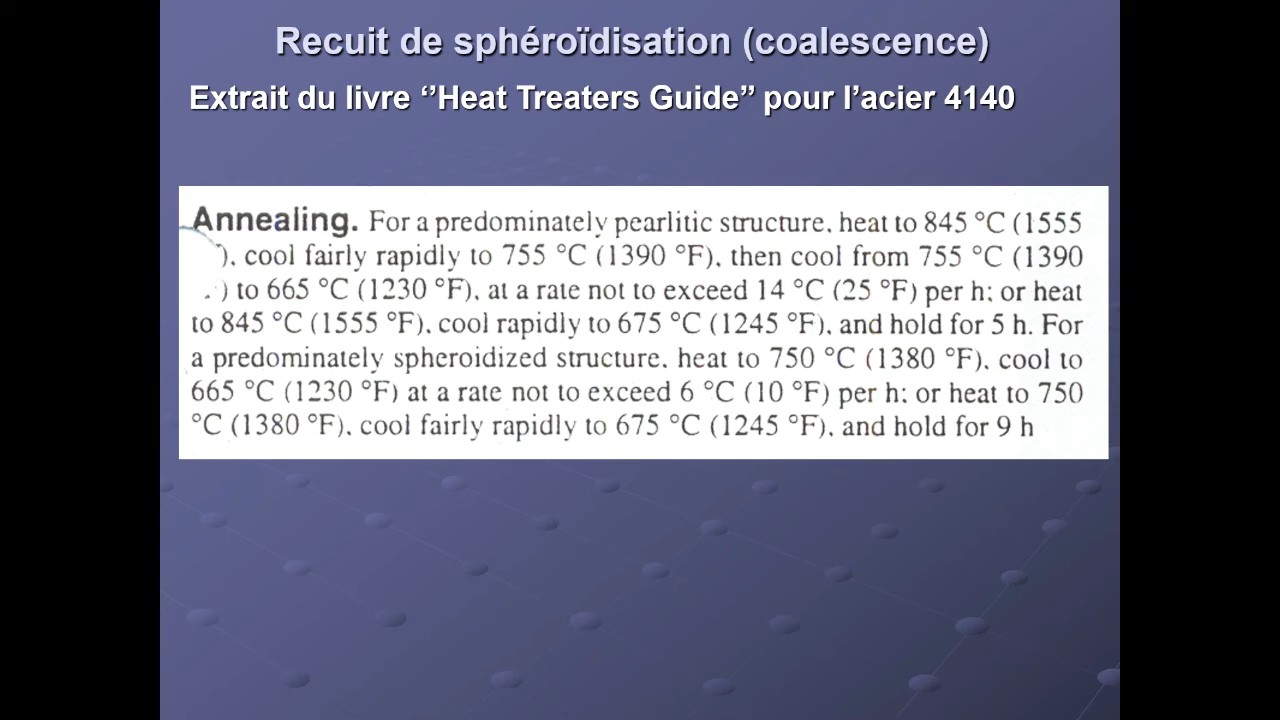 Recuit de sphéroïdisation (coalescence)
Extrait du livre ‘’Heat Treaters Guide’’ pour l’acier 4140
Annealing. For a predominately pearlitic structure, heat to 845 °C (1555
), cool fairly rapidly to 755 °C (1390 °F), then cool from 755 °C (1390
) to 665 °C (1230 °F), at a rate not to exceed 14 °C (25 °F) per h; or heat
to 845 °C (1555 °F), cool rapidly to 675 °C (1245 °F), and hold for 5 h. For
a predominately spheroidized structure, heat to 750 °C (1380 °F), cool to
665 °C (1230 °F) at a rate not to exceed 6 °C (10 °F) per h; or heat to 750
°C (1380 °F), cool fairly rapidly to 675 °C (1245 °F), and hold for 9 h